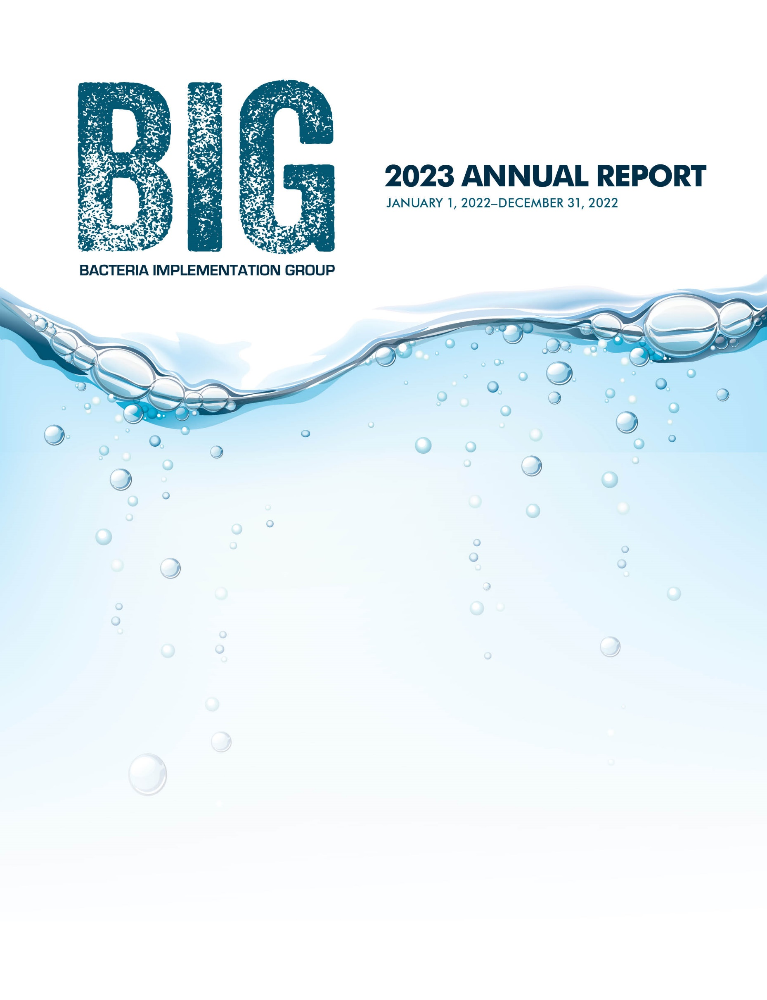 BIG
BACTERIA IMPLEMENTATION GROUP
2023 ANNUAL REPORT
JANUARY 1, 2022–DECEMBER 31, 2022